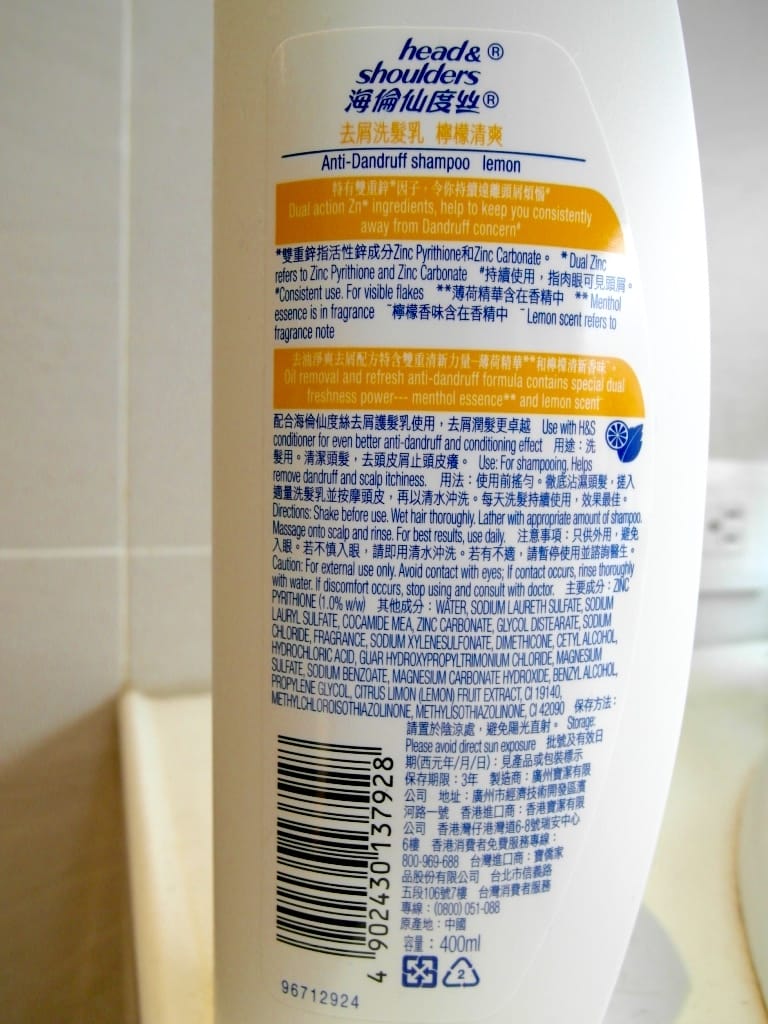 head& ®
shoulders
海倫仙度絲®
去屑洗髮乳 檸檬清爽
Anti-Dandruff shampoo lemon
特有雙重鋅*因子，令你持續遠離頭屑煩惱#
Dual action Zn* ingredients, help to keep you consistently
away from Dandruff concern#
*雙重鋅指活性鋅成分Zinc Pyrithione和Zinc Carbonate。 *Dual Zinc
refers to Zinc Pyrithione and Zinc Carbonate #持續使用，指肉眼可見頭屑。
*Consistent use. For visible flakes **薄荷精華含在香精中 **Menthol
essence is in fragrance ~檸檬香味含在香精中 ~Lemon scent refers to
fragrance note
去油淨爽去屑配方特含雙重清新力量─薄荷精華**和檸檬清新香味~。
Oil removal and refresh anti-dandruff formula contains special dual
freshness power--- menthol essence** and lemon scent~
配合海倫仙度絲去屑護髮乳使用，去屑潤髮更卓越 Use with H&S
conditioner for even better anti-dandruff and conditioning effect 用途：洗
髮用。清潔頭髮，去頭皮屑止頭皮癢。 Use: For shampooing. Helps
remove dandruff and scalp itchiness. 用法：使用前搖勻。徹底沾濕頭髮，搓入
適量洗髮乳並按摩頭皮，再以清水沖洗。每天洗髮持續使用，效果最佳。
Directions: Shake before use. Wet hair thoroughly. Lather with appropriate amount of shampoo.
Massage onto scalp and rinse. For best results, use daily. 注意事項：只供外用，避免
入眼。若不慎入眼，請即用清水沖洗。若有不適，請暫停使用並諮詢醫生。
Caution: For external use only. Avoid contact with eyes; If contact occurs, rinse thoroughly
with water. If discomfort occurs, stop using and consult with doctor. 主要成分：ZINC
PYRITHIONE (1.0% w/w) 其他成分：WATER, SODIUM LAURETH SULFATE, SODIUM
LAURYL SULFATE, COCAMIDE MEA, ZINC CARBONATE, GLYCOL DISTEARATE, SODIUM
CHLORIDE, FRAGRANCE, SODIUM XYLENESULFONATE, DIMETHICONE, CETYL ALCOHOL,
HYDROCHLORIC ACID, GUAR HYDROXYPROPYLTRIMONIUM CHLORIDE, MAGNESIUM
SULFATE, SODIUM BENZOATE, MAGNESIUM CARBONATE HYDROXIDE, BENZYL ALCOHOL,
PROPYLENE GLYCOL, CITRUS LIMON (LEMON) FRUIT EXTRACT, CI 19140,
METHYLCHLOROISOTHIAZOLINONE, METHYLISOTHIAZOLINONE, CI 42090 保存方法：
請置於陰涼處，避免陽光直射。 Storage:
Please avoid direct sun exposure 批號及有效日
期(西元年/月/日)：見產品或包裝標示
保存期限：3年 製造商：廣州寶潔有限
公司 地址：廣州市經濟技術開發區濱
河路一號 香港進口商：香港寶潔有限
公司 香港灣仔港灣道6-8號瑞安中心
6樓 香港消費者免費服務專線：
800-969-688 台灣進口商：寶僑家
品股份有限公司 台北市信義路
五段106號7樓 台灣消費者服務
專線：(0800) 051-088
原產地：中國
容量：400ml
2
4 902430 137928
96712924